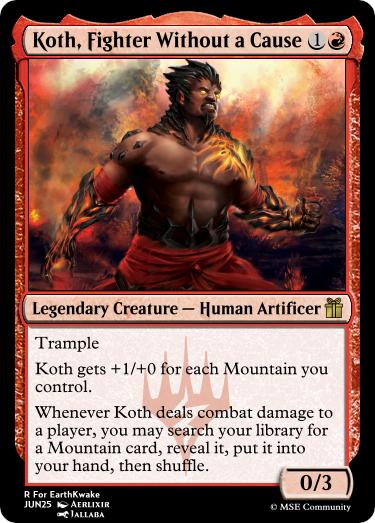 Koth, Fighter Without a Cause 1
Legendary Creature — Human Artificer
Trample
Koth gets +1/+0 for each Mountain you
control.
Whenever Koth deals combat damage to
a player, you may search your library
for a Mountain card, reveal it, put it into
your hand, then shuffle.
0/3
R For EarthKwake
JUN25 Aerlixir
Jallaba
© MSE Community